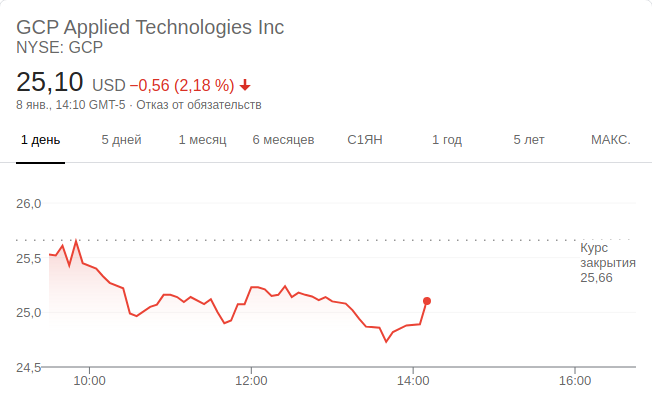 GCP Applied Technologies Inc
NYSE: GCP
25,10 USD −0,56 (2,18 %)
8 янв., 14:10 GMT-5 · Отказ от обязательств
1 день 5 дней 1 месяц 6 месяцев С1ЯН 1 год 5 лет МАКС.
26,0
25,5
25,0
24,5
Курс
закрытия
25,66
10:00 12:00 14:00 16:00